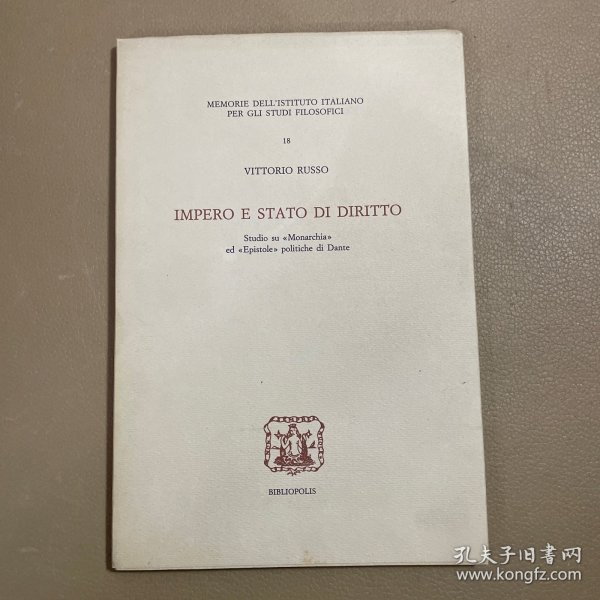 MEMORIE DELL'ISTITUTO ITALIANO
PER GLI STUDI FILOSOFICI
18
VITTORIO RUSSO
IMPERO E STATO DI DIRITTO
Studio su «Monarchia»
ed «Epistole» politiche di Dante
BIBLIOPOLIS
孔夫子旧書网
www.kongfz.com